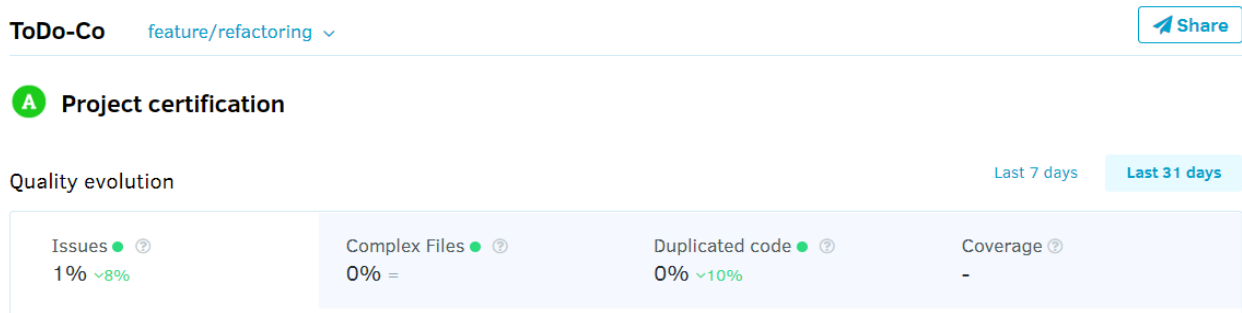 ToDo-Co feature/refactoring Share
A Project certification
Quality evolution Last 7 days Last 31 days
Issues ? Complex Files ? Duplicated code ? Coverage ?
1% 8% 0% = 0% 10% -